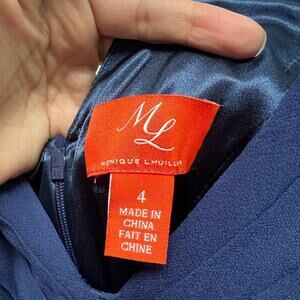 ML
MONIQUE LHUILLIER
4
MADE IN
CHINA
FAIT EN
CHINE